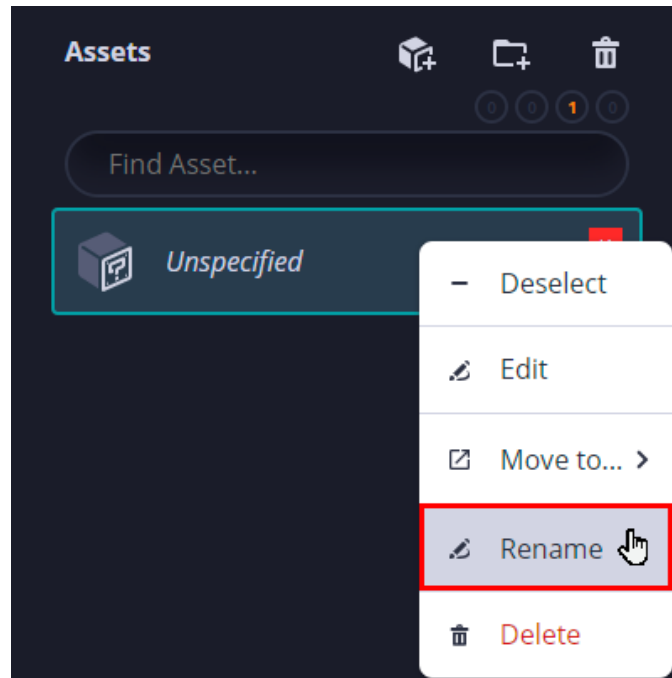 Assets
0 0 1 0
Find Asset...
Unspecified
Deselect
Edit
Move to...
Rename
Delete